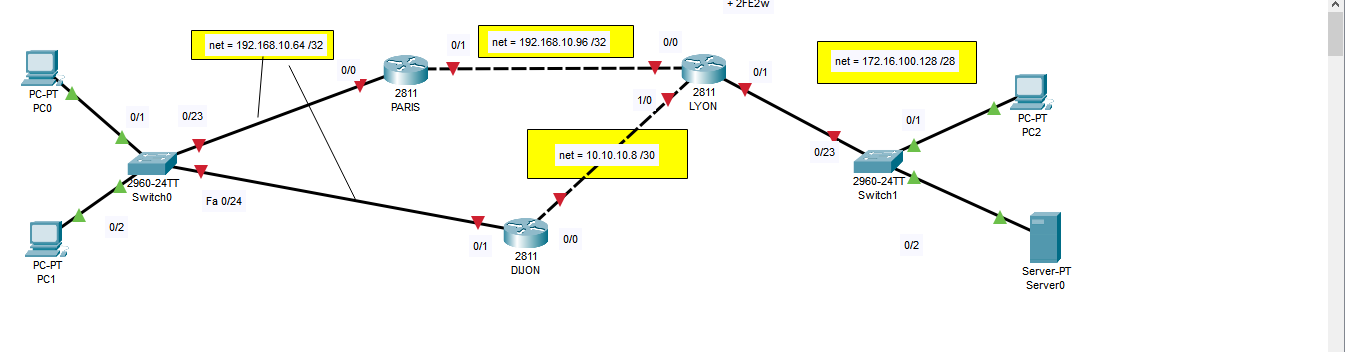 + 2FE2w
net = 192.168.10.64 /32
0/1
net = 192.168.10.96 /32
0/0
net = 172.16.100.128 /28
0/0
0/1
2811
PARIS
2811
LYON
PC-PT
PC0
1/0
PC-PT
PC2
0/1
0/23
0/1
net = 10.10.10.8 /30
0/23
2960-24TT
Switch0
2960-24TT
Switch1
Fa 0/24
0/2
0/1
0/0
0/2
2811
DIJON
PC-PT
PC1
Server-PT
Server0